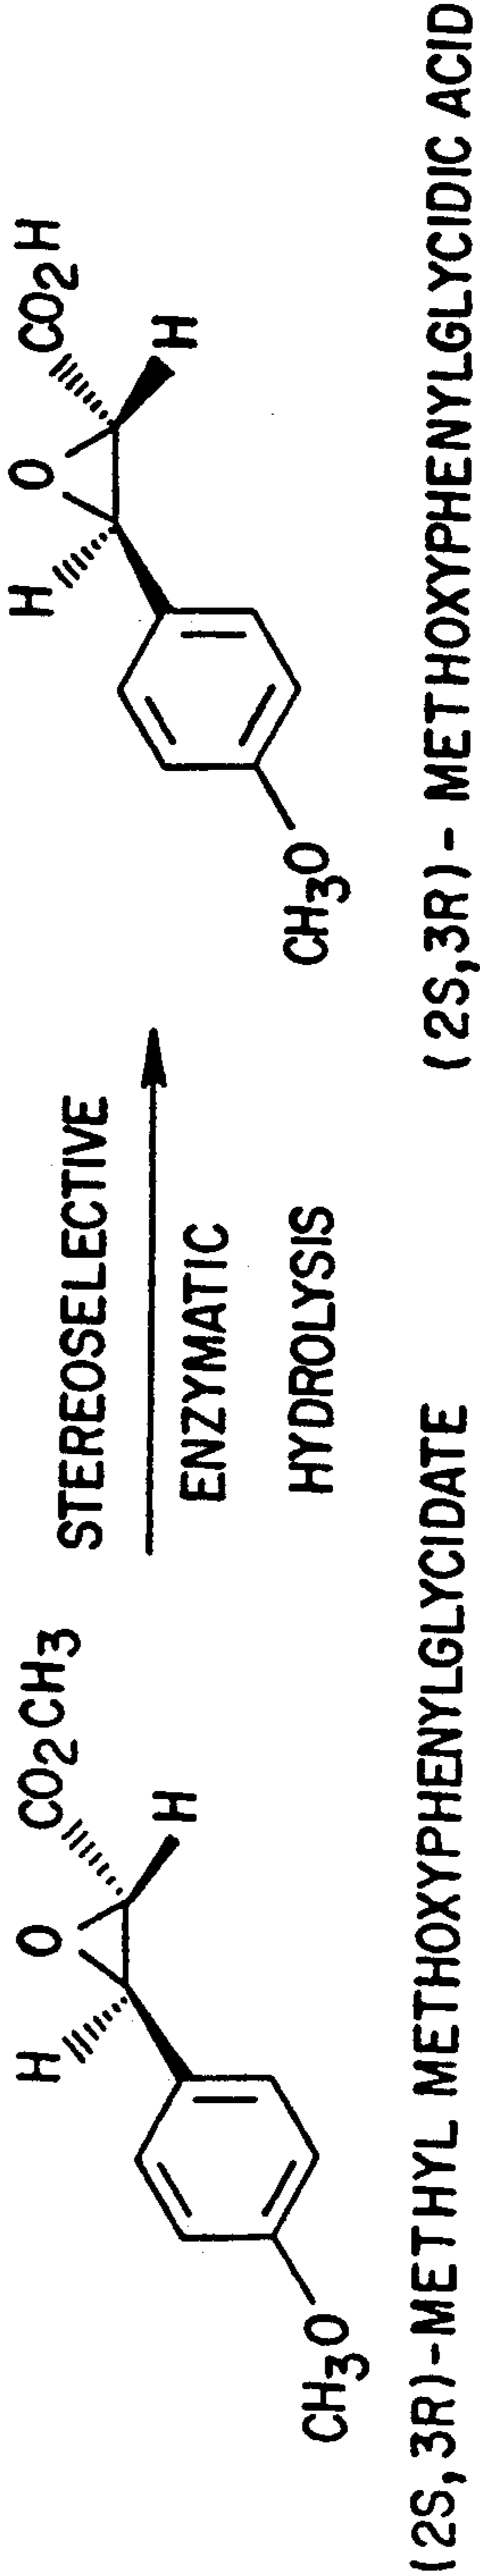 H
O
CO2CH3
H
CH3O
(2S,3R)-METHYL METHOXYPHENYLGLYCIDATE
STEREOSELECTIVE
ENZYMATIC
HYDROLYSIS
H
O
CO2H
H
CH3O
(2S,3R)- METHOXYPHENYLGLYCIDIC ACID